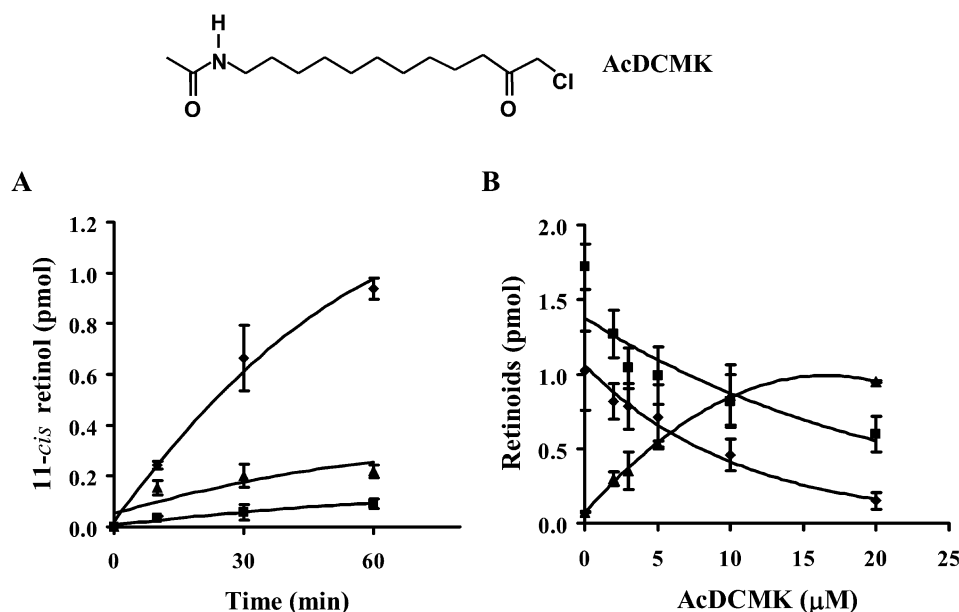 H
N
O
O
Cl
AcDCMK
A
B
11-cis retinol (pmol)
1.2
1.0
0.8
0.6
0.4
0.2
0.0
0
30
60
Time (min)
Retinoids (pmol)
2.0
1.5
1.0
0.5
0.0
0
5
10
15
20
25
AcDCMK (μM)